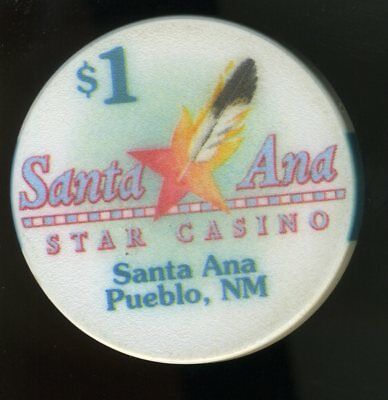 $1
Santa Ana
STAR CASINO
Santa Ana
Pueblo, NM